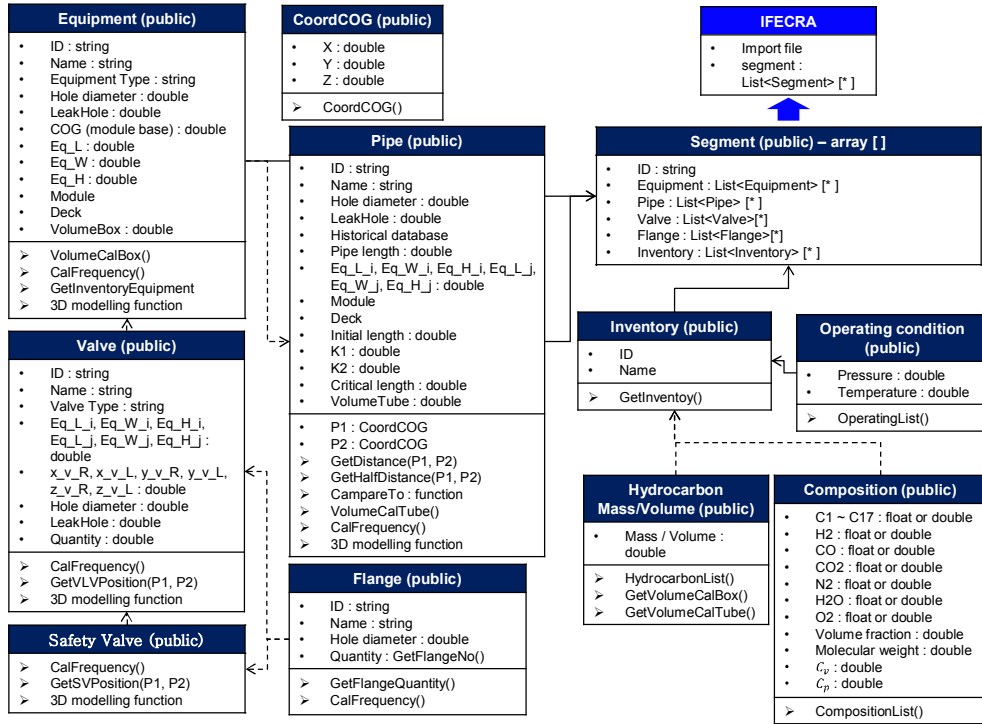 Equipment (public)
• ID : string
• Name : string
• Equipment Type : string
• Hole diameter : double
• LeakHole : double
• COG (module base) : double
• Eq_L : double
• Eq_W : double
• Eq_H : double
• Module
• Deck
• VolumeBox : double
➢ VolumeCalBox()
➢ CalFrequency()
➢ GetInventoryEquipment
➢ 3D modelling function
Valve (public)
• ID : string
• Name : string
• Valve Type : string
• Eq_L_i, Eq_W_i, Eq_H_i,
Eq_L_j, Eq_W_j, Eq_H_j :
double
• x_v_R, x_v_L, y_v_R, y_v_L,
z_v_R, z_v_L : double
• Hole diameter : double
• LeakHole : double
• Quantity : double
➢ CalFrequency()
➢ GetVLVPosition(P1, P2)
➢ 3D modelling function
Safety Valve (public)
➢ CalFrequency()
➢ GetSVPosition(P1, P2)
➢ 3D modelling function
CoordCOG (public)
• X : double
• Y : double
• Z : double
➢ CoordCOG()
Pipe (public)
• ID : string
• Name : string
• Hole diameter : double
• LeakHole : double
• Historical database
• Pipe length : double
• Eq_L_i, Eq_W_i, Eq_H_i, Eq_L_j,
Eq_W_j, Eq_H_j : double
• Module
• Deck
• Initial length : double
• K1 : double
• K2 : double
• Critical length : double
• VolumeTube : double
• P1 : CoordCOG
• P2 : CoordCOG
➢ GetDistance(P1, P2)
➢ GetHalfDistance(P1, P2)
➢ CampareTo : function
➢ VolumeCalTube()
➢ CalFrequency()
➢ 3D modelling function
Flange (public)
• ID : string
• Name : string
• Hole diameter : double
• Quantity : GetFlangeNo()
➢ GetFlangeQuantity()
➢ CalFrequency()
IFECRA
• Import file
• segment :
List<Segment> [* ]
Segment (public) – array [ ]
• ID : string
• Equipment : List<Equipment> [* ]
• Pipe : List<Pipe> [* ]
• Valve : List<Valve>[*]
• Flange : List<Flange>[*]
• Inventory : List<Inventory> [* ]
Inventory (public)
• ID
• Name
➢ GetInventoy()
Operating condition
(public)
• Pressure : double
• Temperature : double
➢ OperatingList()
Hydrocarbon
Mass/Volume (public)
• Mass / Volume :
double
➢ HydrocarbonList()
➢ GetVolumeCalBox()
➢ GetVolumeCalTube()
Composition (public)
• C1 ~ C17 : float or double
• H2 : float or double
• CO : float or double
• CO2 : float or double
• N2 : float or double
• H2O : float or double
• O2 : float or double
• Volume fraction : double
• Molecular weight : double
• C_v : double
• C_p : double
➢ CompositionList()